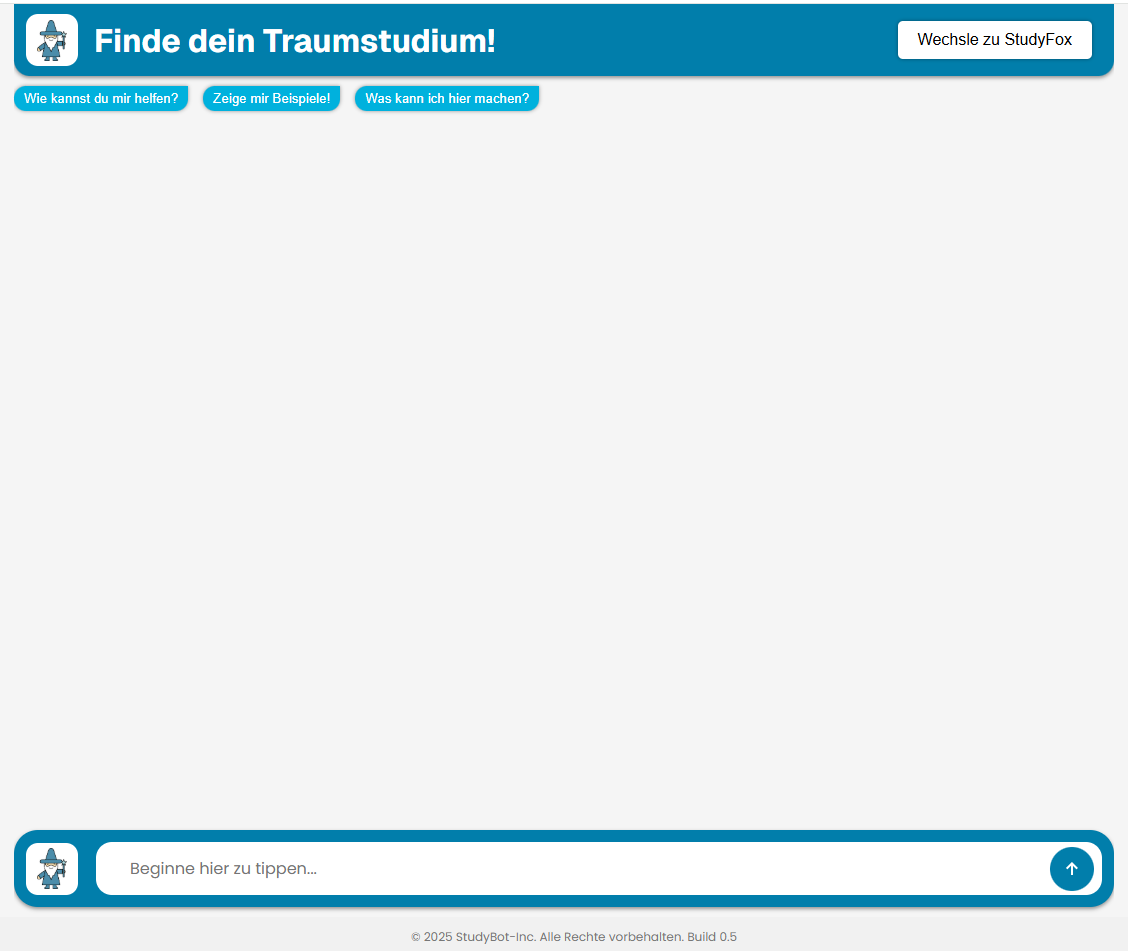 Finde dein Traumstudium!
Wechsle zu StudyFox
Wie kannst du mir helfen?
Zeige mir Beispiele!
Was kann ich hier machen?
Beginne hier zu tippen...
© 2025 StudyBot-Inc. Alle Rechte vorbehalten. Build 0.5